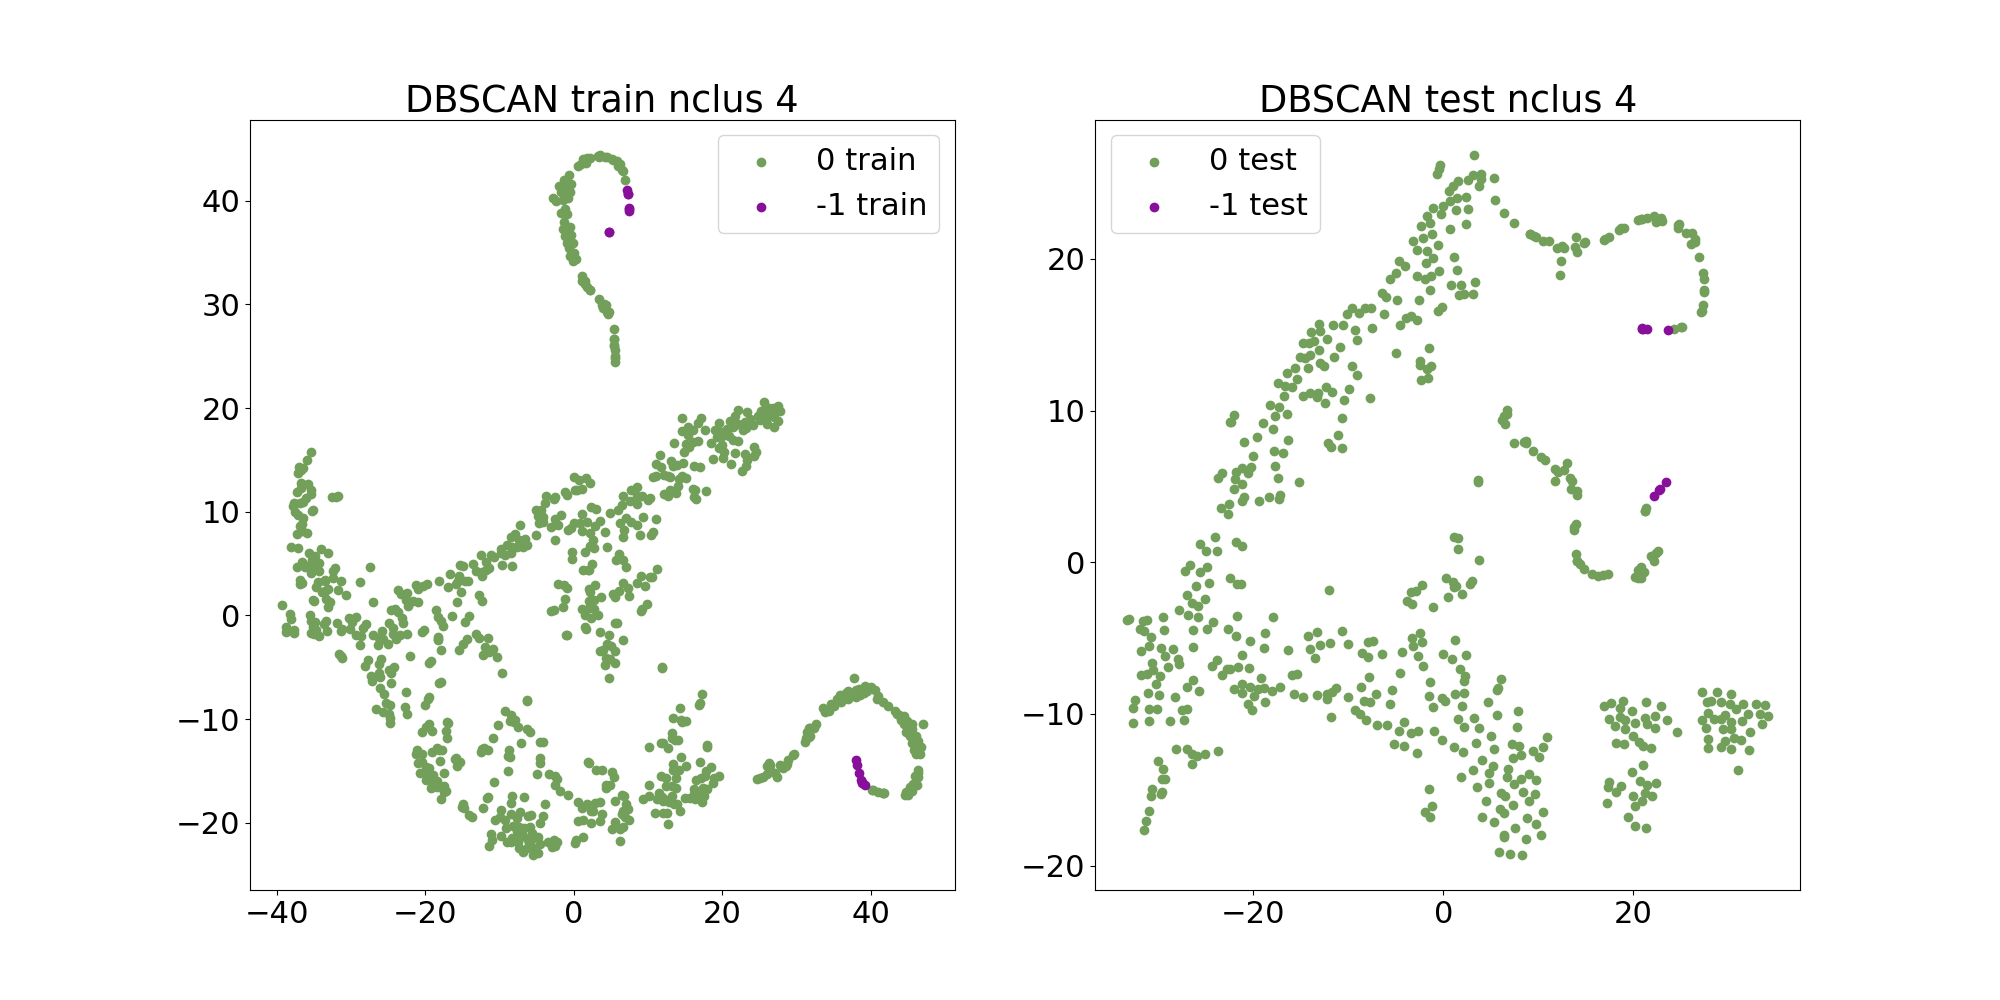 DBSCAN train nclus 4
0 train
-1 train
40
30
20
10
0
−10
−20
−40 −20 0 20 40
DBSCAN test nclus 4
0 test
-1 test
20
10
0
−10
−20
−20 0 20